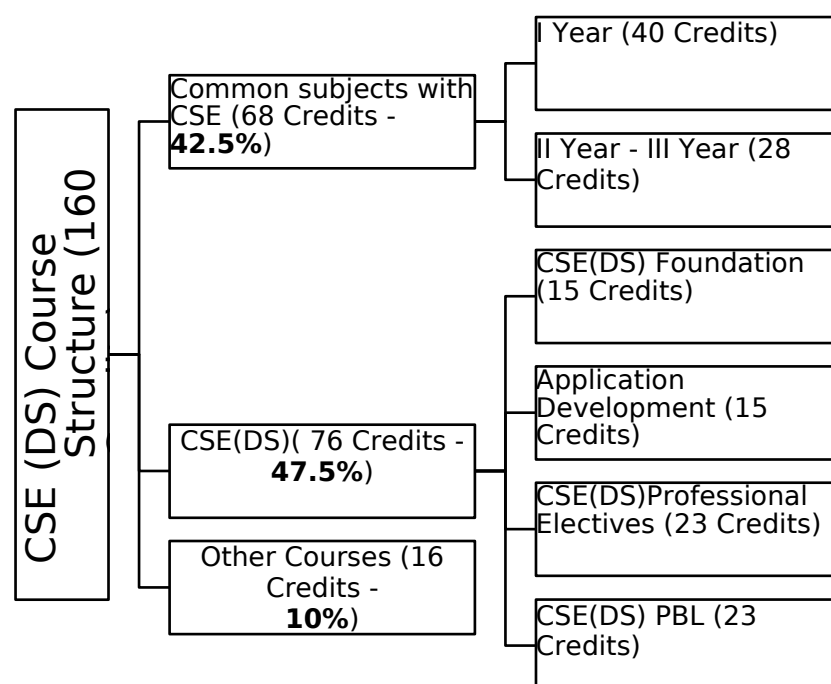 CSE (DS) Course
Structure (160
Common subjects with
CSE (68 Credits -
42.5%)
I Year (40 Credits)
II Year - III Year (28
Credits)
CSE(DS)( 76 Credits -
47.5%)
CSE(DS) Foundation
(15 Credits)
Application
Development (15
Credits)
CSE(DS)Professional
Electives (23 Credits)
CSE(DS) PBL (23
Credits)
Other Courses (16
Credits -
10%)